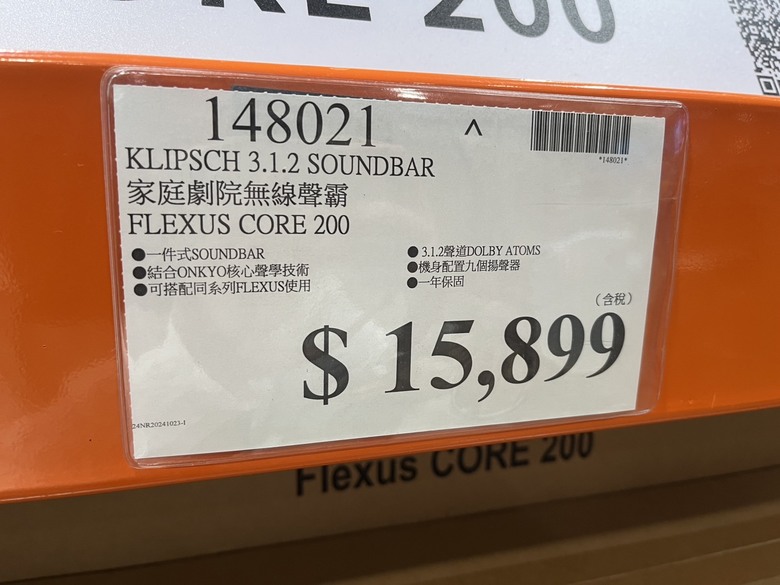 CORE 200
148021
^
*148021*
KLIPSCH 3.1.2 SOUNDBAR
家庭劇院無線聲霸
FLEXUS CORE 200
●一件式SOUNDBAR
●結合ONKYO核心聲學技術
●可搭配同系列FLEXUS使用
●3.1.2聲道DOLBY ATOMS
●機身配置九個揚聲器
●一年保固
(含稅)
$ 15,899
24NR20241023-1
Flexus CORE 200